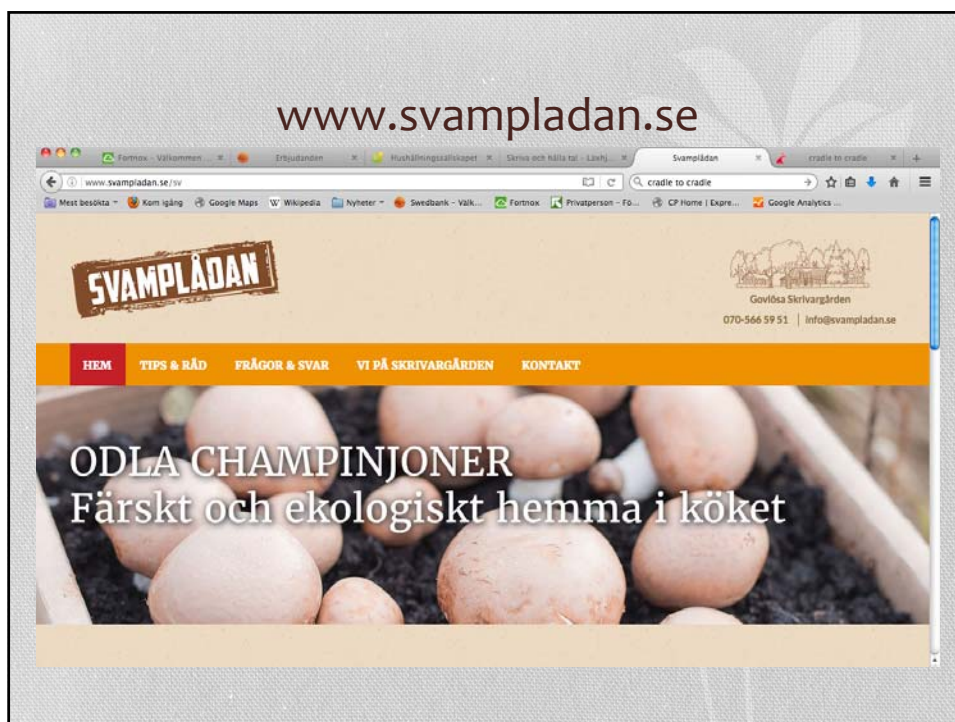 www.svampladan.se
Fortnox - Välkommen ...
Erbjudanden
Hushållningssällskapet
Skriva och hålla tal - Laxhj...
Svamplådan
cradle to cradle
www.svampladan.se/sv
cradle to cradle
Mest besökta
Kom igång
Google Maps
Wikipedia
Nyheter
Swedbank - Välk...
Fortnox
Privatperson - Fö...
CP Home | Expre...
Google Analytics ...
SVAMPLÅDAN
Govlösa Skrivargården
070-566 59 51 | info@svampladan.se
HEM TIPS & RÅD FRÅGOR & SVAR VI PÅ SKRIVARGÅRDEN KONTAKT
ODLA CHAMPINJONER
Färskt och ekologiskt hemma i köket